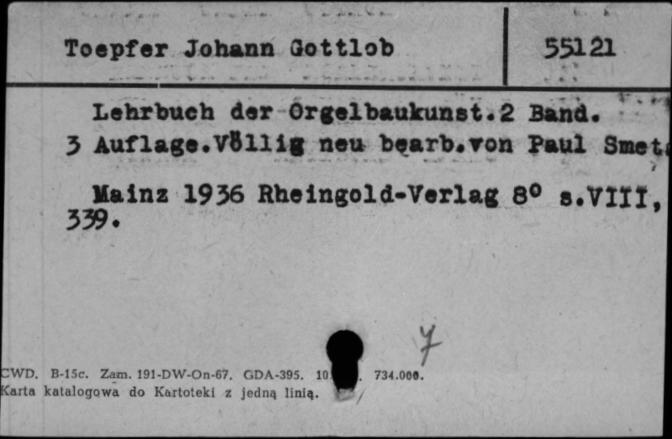 Toepfer Johann Gottlob 55121
Lehrbuch der Orgelbaukunst.2 Band.
3 Auflage.Völlig neu bearb.von Paul Smet.
Mainz 1936 Rheingold-Verlag 8º s.VIII,
339.
7
CWD. B-15c. Zam. 191-DW-On-67. GDA-395. 734.000.
Karta katalogowa do Kartoteki z jedną linią.